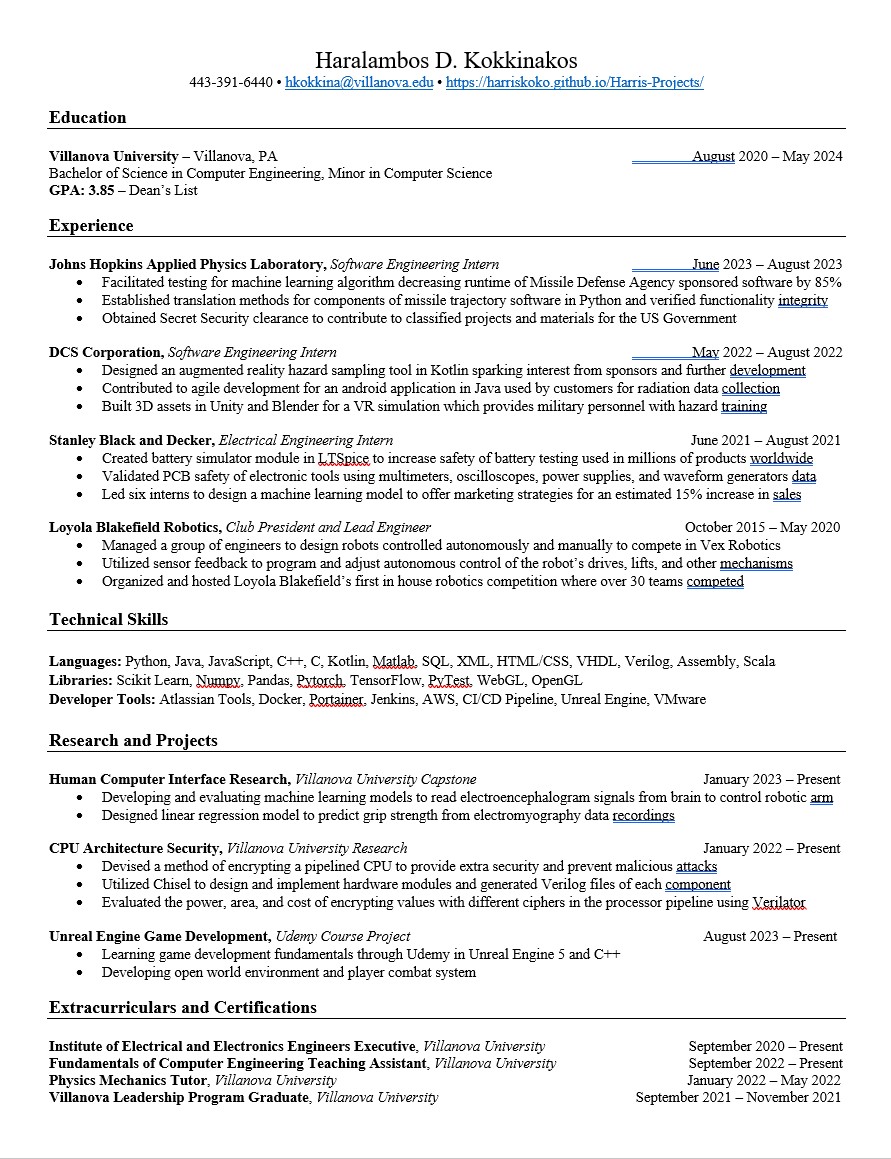 Haralambos D. Kokkinakos
443-391-6440 • hkokkina@villanova.edu • https://harriskoko.github.io/Harris-Projects/
Education
Villanova University – Villanova, PA August 2020 – May 2024
Bachelor of Science in Computer Engineering, Minor in Computer Science
GPA: 3.85 – Dean’s List
Experience
Johns Hopkins Applied Physics Laboratory, Software Engineering Intern June 2023 – August 2023
• Facilitated testing for machine learning algorithm decreasing runtime of Missile Defense Agency sponsored software by 85%
• Established translation methods for components of missile trajectory software in Python and verified functionality integrity
• Obtained Secret Security clearance to contribute to classified projects and materials for the US Government
DCS Corporation, Software Engineering Intern May 2022 – August 2022
• Designed an augmented reality hazard sampling tool in Kotlin sparking interest from sponsors and further development
• Contributed to agile development for an android application in Java used by customers for radiation data collection
• Built 3D assets in Unity and Blender for a VR simulation which provides military personnel with hazard training
Stanley Black and Decker, Electrical Engineering Intern June 2021 – August 2021
• Created battery simulator module in LTSpice to increase safety of battery testing used in millions of products worldwide
• Validated PCB safety of electronic tools using multimeters, oscilloscopes, power supplies, and waveform generators data
• Led six interns to design a machine learning model to offer marketing strategies for an estimated 15% increase in sales
Loyola Blakefield Robotics, Club President and Lead Engineer October 2015 – May 2020
• Managed a group of engineers to design robots controlled autonomously and manually to compete in Vex Robotics
• Utilized sensor feedback to program and adjust autonomous control of the robot’s drives, lifts, and other mechanisms
• Organized and hosted Loyola Blakefield’s first in house robotics competition where over 30 teams competed
Technical Skills
Languages: Python, Java, JavaScript, C++, C, Kotlin, Matlab, SQL, XML, HTML/CSS, VHDL, Verilog, Assembly, Scala
Libraries: Scikit Learn, Numpy, Pandas, Pytorch, TensorFlow, PyTest, WebGL, OpenGL
Developer Tools: Atlassian Tools, Docker, Portainer, Jenkins, AWS, CI/CD Pipeline, Unreal Engine, VMware
Research and Projects
Human Computer Interface Research, Villanova University Capstone January 2023 – Present
• Developing and evaluating machine learning models to read electroencephalogram signals from brain to control robotic arm
• Designed linear regression model to predict grip strength from electromyography data recordings
CPU Architecture Security, Villanova University Research January 2022 – Present
• Devised a method of encrypting a pipelined CPU to provide extra security and prevent malicious attacks
• Utilized Chisel to design and implement hardware modules and generated Verilog files of each component
• Evaluated the power, area, and cost of encrypting values with different ciphers in the processor pipeline using Verilator
Unreal Engine Game Development, Udemy Course Project August 2023 – Present
• Learning game development fundamentals through Udemy in Unreal Engine 5 and C++
• Developing open world environment and player combat system
Extracurriculars and Certifications
Institute of Electrical and Electronics Engineers Executive, Villanova University September 2020 – Present
Fundamentals of Computer Engineering Teaching Assistant, Villanova University September 2022 – Present
Physics Mechanics Tutor, Villanova University January 2022 – May 2022
Villanova Leadership Program Graduate, Villanova University September 2021 – November 2021